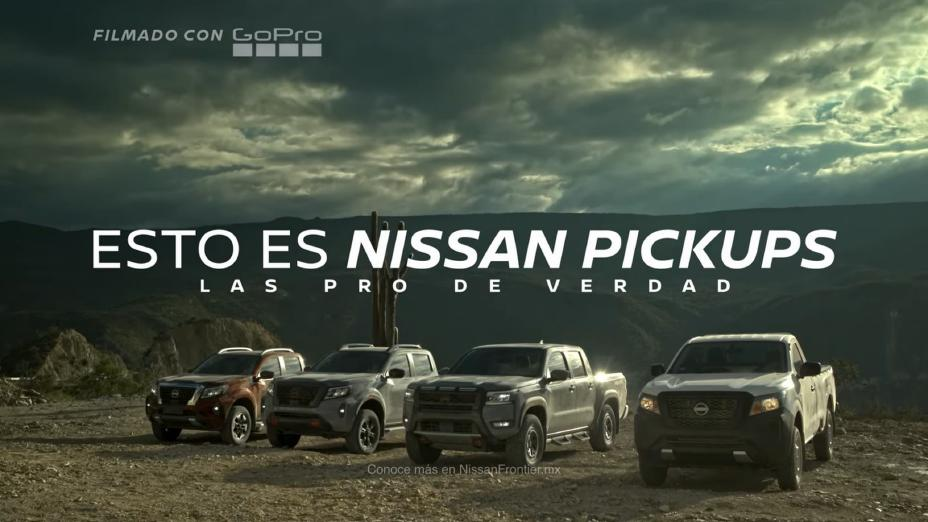 FILMADO CON GoPro
ESTO ES NISSAN PICKUPS
LAS PRO DE VERDAD
Conoce más en NissanFrontier.mx